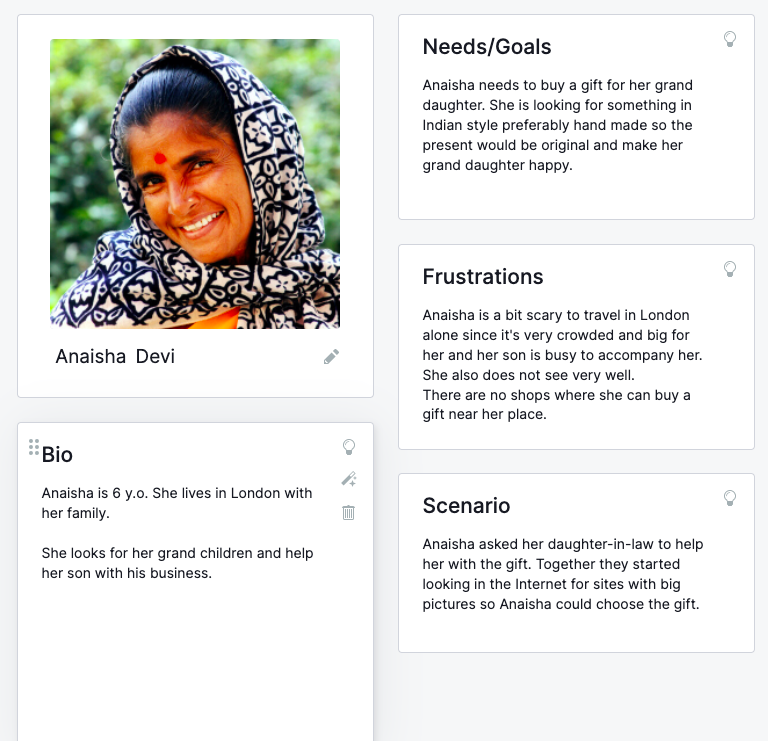 Anaisha Devi
Bio
Anaisha is 6 y.o. She lives in London with
her family.
She looks for her grand children and help
her son with his business.
Needs/Goals
Anaisha needs to buy a gift for her grand
daughter. She is looking for something in
Indian style preferably hand made so the
present would be original and make her
grand daughter happy.
Frustrations
Anaisha is a bit scary to travel in London
alone since it's very crowded and big for
her and her son is busy to accompany her.
She also does not see very well.
There are no shops where she can buy a
gift near her place.
Scenario
Anaisha asked her daughter-in-law to help
her with the gift. Together they started
looking in the Internet for sites with big
pictures so Anaisha could choose the gift.